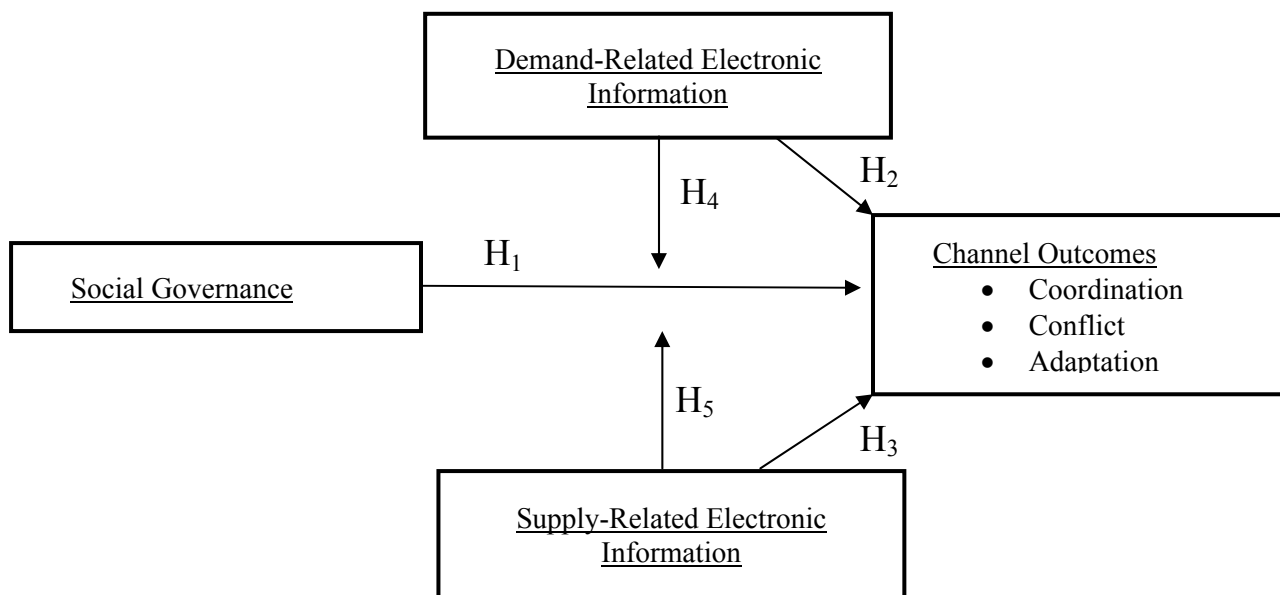 Demand-Related Electronic
Information
H₂
H₄
H₁
Social Governance
Channel Outcomes
• Coordination
• Conflict
• Adaptation
H₅
H₃
Supply-Related Electronic
Information